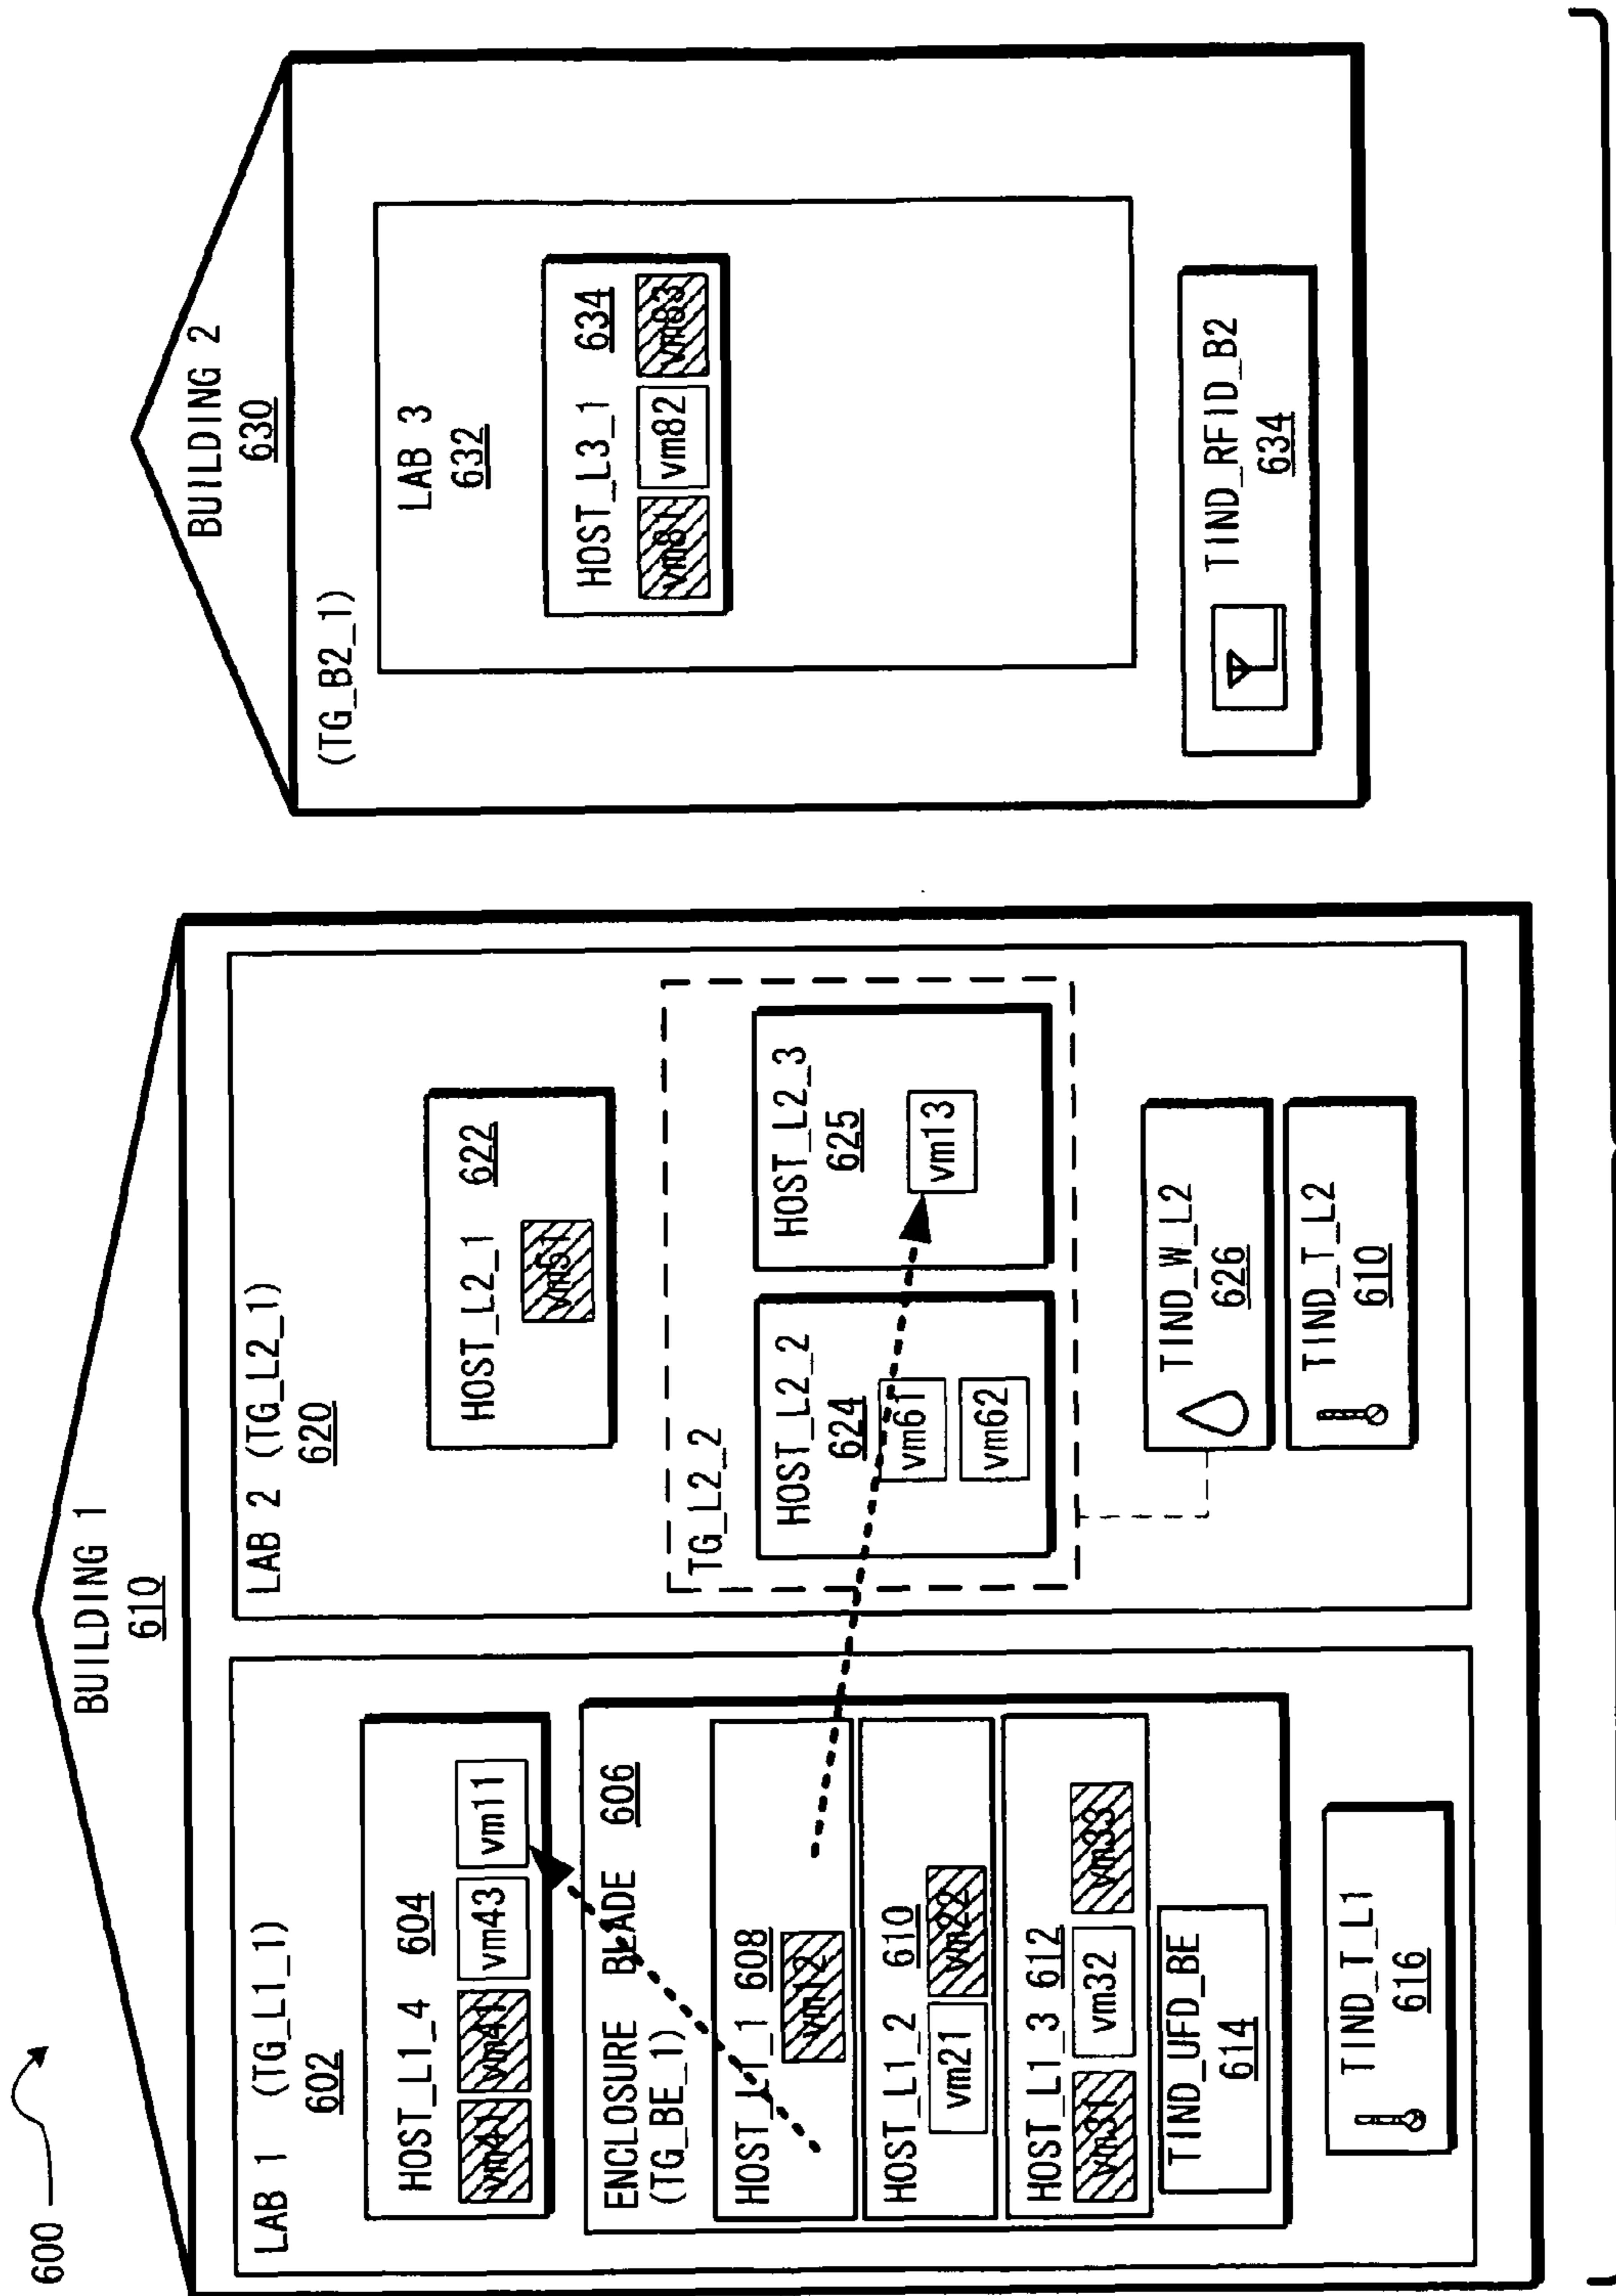 600
BUILDING 1
610
LAB 1 (TG_L1_1)
602
HOST_L1_4 604
vm43
vm11
ENCLOSURE BLADE 606
(TG_BE_1)
HOST_L1_1 608
vm12
HOST_L1_2 610
vm21
vm22
HOST_L1_3 612
vm31
vm32
vm33
TIND_UFD_BE
614
TIND_T_L1
616
LAB 2 (TG_L2_1)
620
HOST_L2_1 622
vm51
TG_L2_2
HOST_L2_2
624
vm61
vm62
HOST_L2_3
625
vm13
TIND_W_L2
626
TIND_T_L2
610
BUILDING 2
630
(TG_B2_1)
LAB 3
632
HOST_L3_1 634
vm81
vm82
vm83
TIND_RFID_B2
634